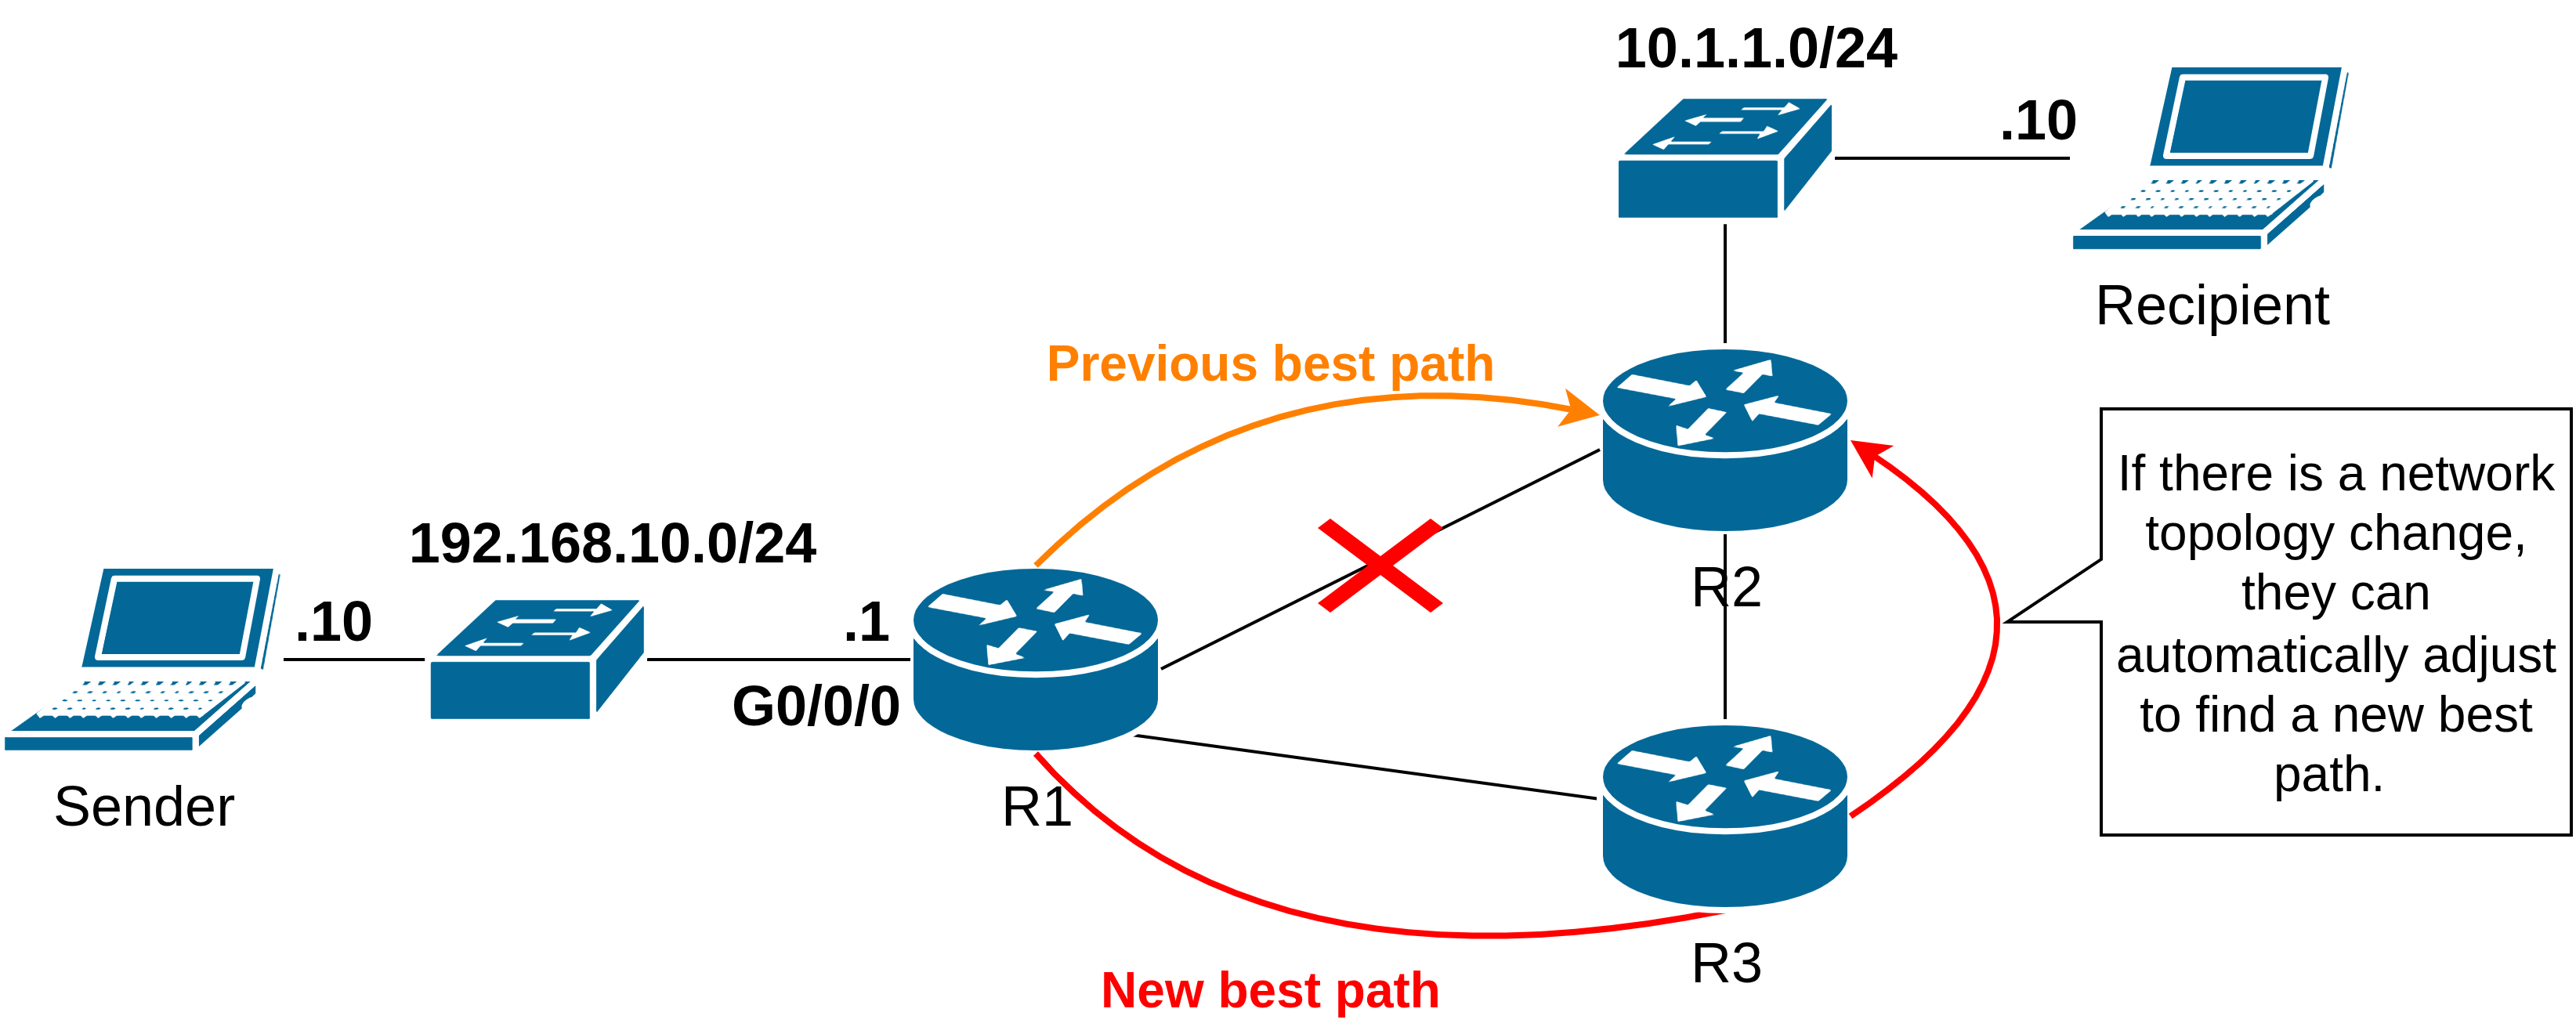 10.1.1.0/24
.10
Recipient
Previous best path
If there is a network
topology change,
they can
automatically adjust
to find a new best
path.
192.168.10.0/24
.10
.1
G0/0/0
R2
Sender
R1
R3
New best path